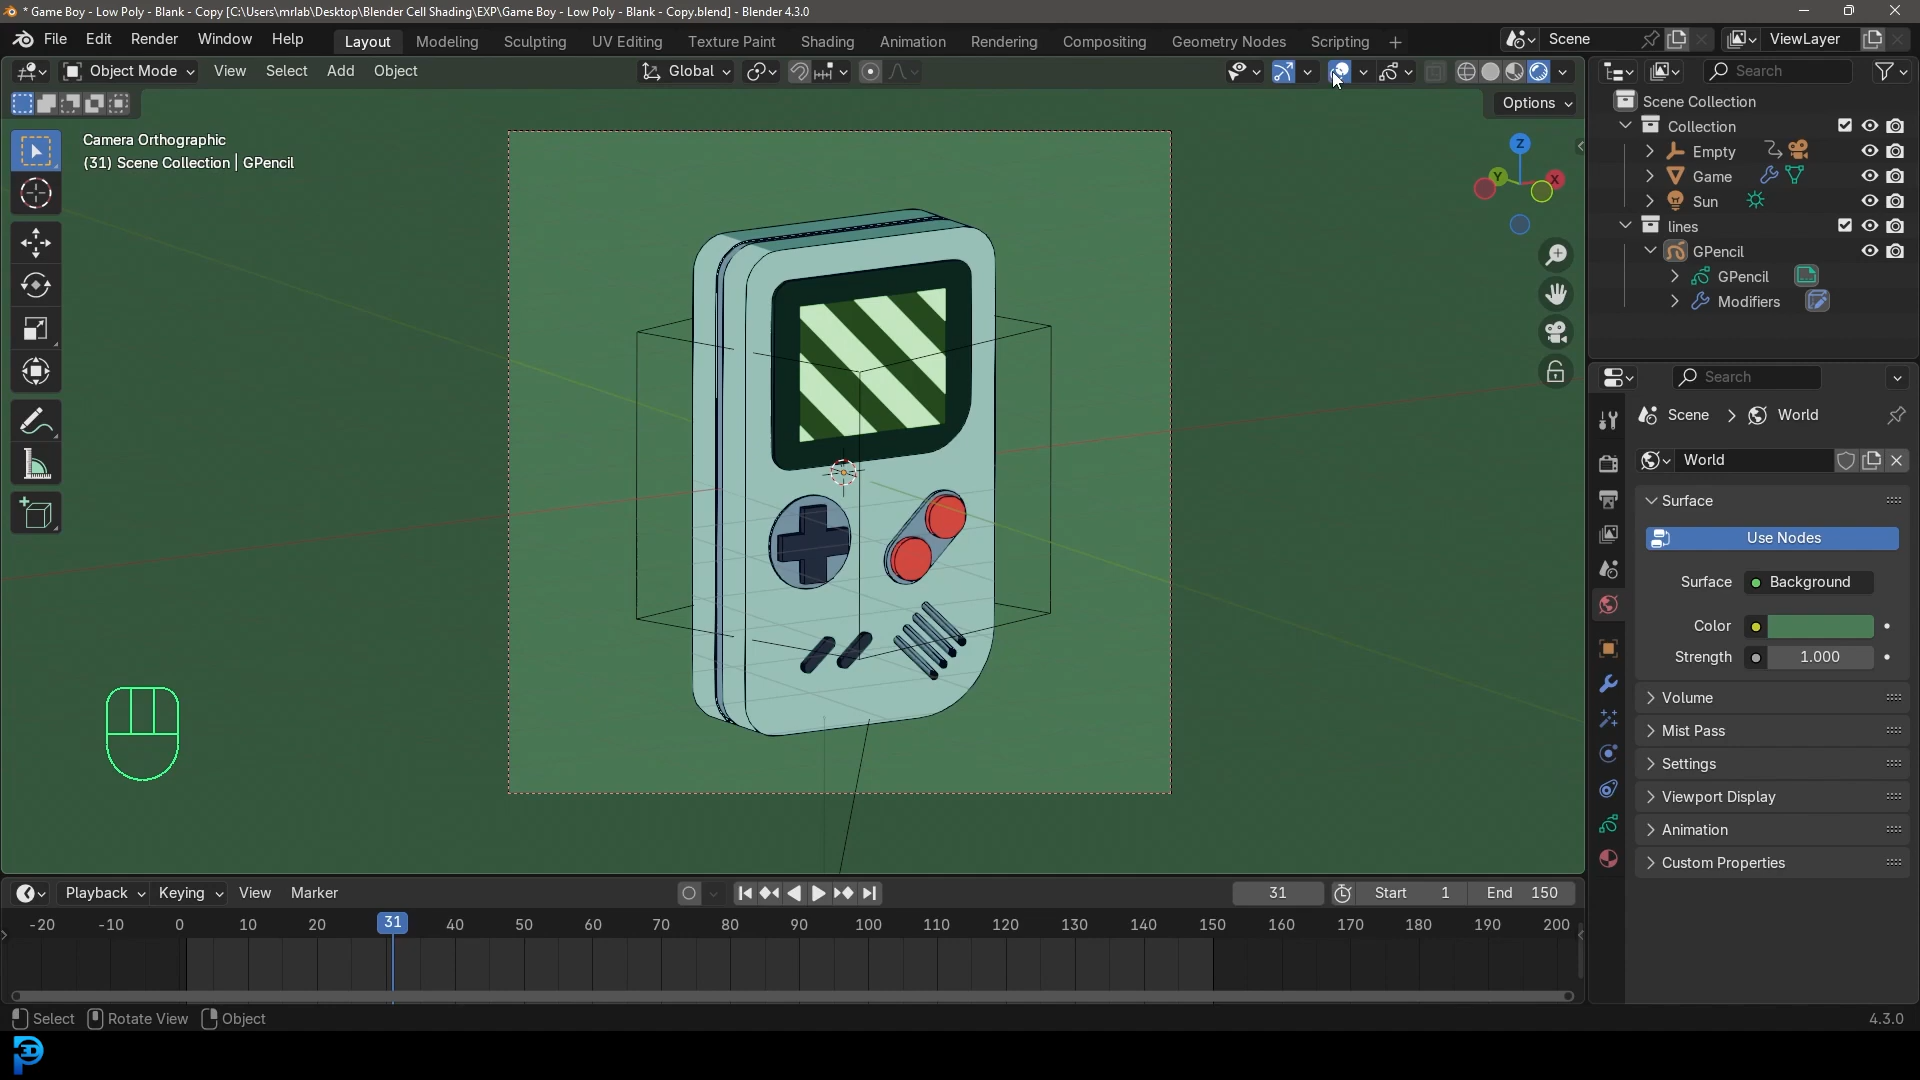 * Game Boy - Low Poly - Blank - Copy [C:\Users\mrlab\Desktop\Blender Cell Shading\EXP\Game Boy - Low Poly - Blank - Copy.blend] - Blender 4.3.0
File Edit Render Window Help Layout Modeling Sculpting UV Editing Texture Paint Shading Animation Rendering Compositing Geometry Nodes Scripting + Scene ViewLayer
Object Mode View Select Add Object Global Search
Options
Camera Orthographic
(31) Scene Collection | GPencil
Z
Y
X
Scene Collection
Collection
Empty
Game
Sun
lines
GPencil
GPencil
Modifiers
Search
Scene > World
World
Surface
Use Nodes
Surface Background
Color
Strength 1.000
Volume
Mist Pass
Settings
Viewport Display
Animation
Custom Properties
Playback Keying View Marker 31 Start 1 End 150
-20 -10 0 10 20 31 40 50 60 70 80 90 100 110 120 130 140 150 160 170 180 190 200
Select Rotate View Object 4.3.0
3D